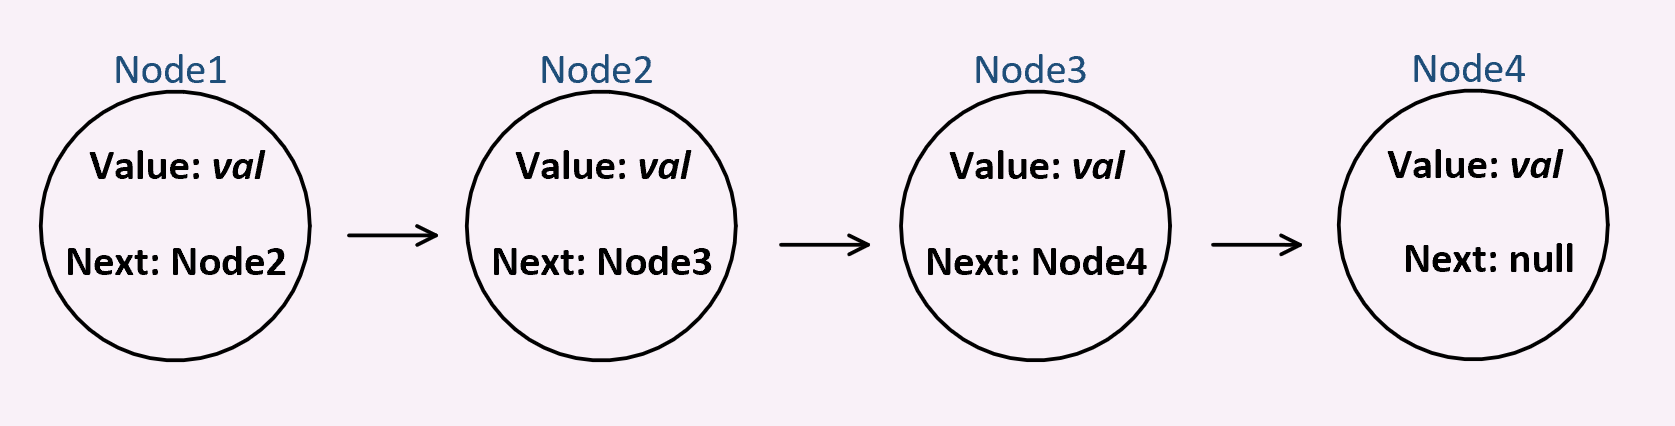 Node1
Value: val
Next: Node2
Node2
Value: val
Next: Node3
Node3
Value: val
Next: Node4
Node4
Value: val
Next: null